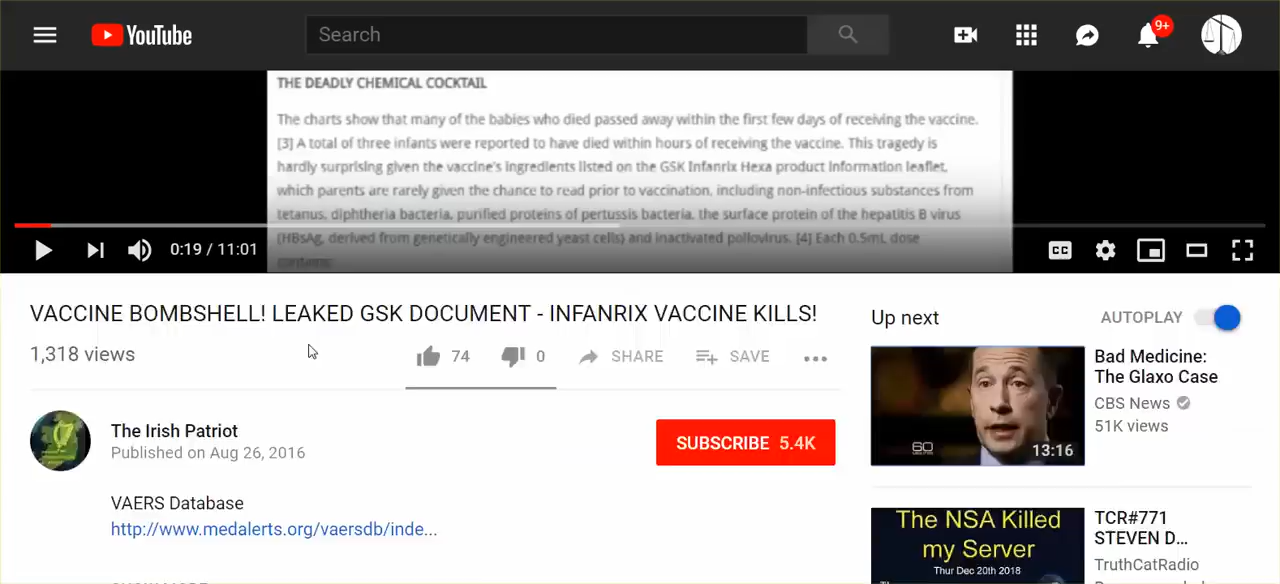 YouTube
Search
9+
THE DEADLY CHEMICAL COCKTAIL
The charts show that many of the babies who died passed away within the first few days of receiving the vaccine.
[3] A total of three infants were reported to have died within hours of receiving the vaccine. This tragedy is
hardly surprising given the vaccine's ingredients listed on the GSK Infanrix Hexa product information leaflet,
which parents are rarely given the chance to read prior to vaccination, including non-infectious substances from
tetanus, diphtheria bacteria, purified proteins of pertussis bacteria, the surface protein of the hepatitis B virus
(HBsAg, derived from genetically engineered yeast cells) and inactivated poliovirus. [4] Each 0.5mL dose
contains:
0:19 / 11:01
CC
VACCINE BOMBSHELL! LEAKED GSK DOCUMENT - INFANRIX VACCINE KILLS!
1,318 views
74
0
SHARE
SAVE
The Irish Patriot
Published on Aug 26, 2016
SUBSCRIBE 5.4K
VAERS Database
http://www.medalerts.org/vaersdb/inde...
Up next
AUTOPLAY
60
13:16
Bad Medicine:
The Glaxo Case
CBS News
51K views
The NSA Killed
my Server
Thur Dec 20th 2018
TCR#771
STEVEN D...
TruthCatRadio